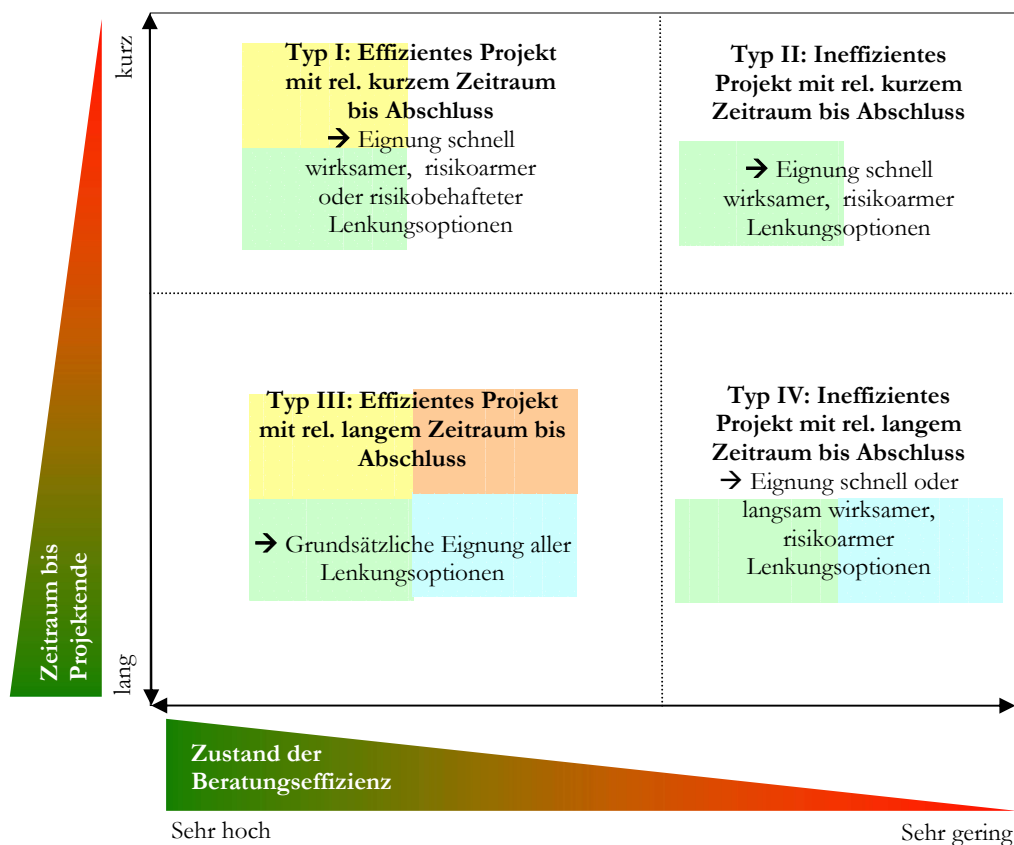 kurz
Typ I: Effizientes Projekt
mit rel. kurzem Zeitraum
bis Abschluss
➔ Eignung schnell
wirksamer, risikoarmer
oder risikobehafteter
Lenkungsoptionen
Typ II: Ineffizientes
Projekt mit rel. kurzem
Zeitraum bis Abschluss
➔ Eignung schnell
wirksamer, risikoarmer
Lenkungsoptionen
Typ III: Effizientes Projekt
mit rel. langem Zeitraum bis
Abschluss
➔ Grundsätzliche Eignung aller
Lenkungsoptionen
Typ IV: Ineffizientes
Projekt mit rel. langem
Zeitraum bis Abschluss
➔ Eignung schnell oder
langsam wirksamer,
risikoarmer
Lenkungsoptionen
Zeitraum bis
Projektende
lang
Zustand der
Beratungseffizienz
Sehr hoch
Sehr gering